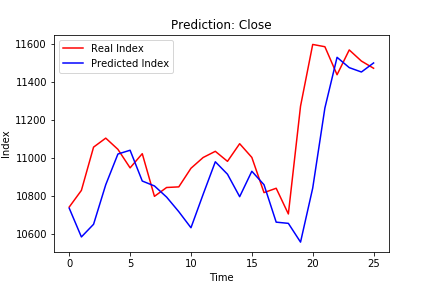 Prediction: Close
Real Index
Predicted Index
11600
11400
11200
11000
10800
10600
Index
0 5 10 15 20 25
Time